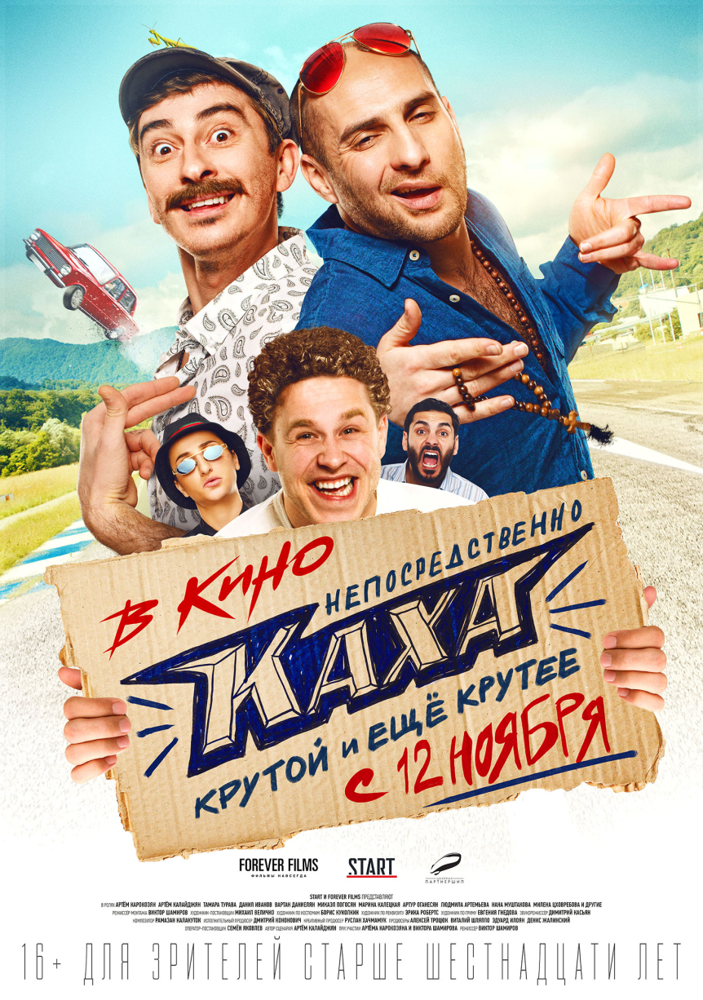 В КИНО
НЕПОСРЕДСТВЕННО
КАХА
КРУТОЙ И ЕЩЁ КРУТЕЕ
С 12 НОЯБРЯ
FOREVER FILMS
ФИЛЬМЫ НАВСЕГДА
START
ЦЕНТРАЛ
ПАРТНЕРШИП
START И FOREVER FILMS ПРЕДСТАВЛЯЮТ
В РОЛЯХ АРТЁМ КАРОКОЗЯН АРТЁМ КАЛАЙДЖЯН ТАМАРА ТУРАВА ДАНИЛ ИВАНОВ ВАРТАН ДАНИЕЛЯН МИКАЭЛ ПОГОСЯН МАРИНА КАЛЕЦКАЯ АРТУР ОГАНЕСЯН ЛЮДМИЛА АРТЕМЬЕВА НАНА МУШТАКОВА МИЛЕНА ЦХОВРЕБОВА И ДРУГИЕ
РЕЖИССЕР МОНТАЖА ВИКТОР ШАМИРОВ ХУДОЖНИК-ПОСТАНОВЩИК МИХАИЛ ВЕЛИЧКО ХУДОЖНИК ПО КОСТЮМАМ БОРИС КУКОЛКИН ХУДОЖНИК ПО РЕКВИЗИТУ ЭРИКА РОБЕРТС ХУДОЖНИК ПО ГРИМУ ЕВГЕНИЯ ГНЕДОВА ЗВУКОРЕЖИССЕР ДИМИТРИЙ КАСЬЯН
КОМПОЗИТОР РАМАЗАН КАЛАКУТОК ИСПОЛНИТЕЛЬНЫЙ ПРОДЮСЕР ДМИТРИЙ КОНОНОВИЧ КРЕАТИВНЫЙ ПРОДЮСЕР РУСЛАН ХАЧМАМУК ПРОДЮСЕРЫ АЛЕКСЕЙ ТРОЦЮК ВИТАЛИЙ ШЛЯППО ЭДУАРД ИЛОЯН ДЕНИС ЖАЛИНСКИЙ
ОПЕРАТОР-ПОСТАНОВЩИК СЕМЁН ЯКОВЛЕВ АВТОР СЦЕНАРИЯ АРТЁМ КАЛАЙДЖЯН ПРИ УЧАСТИИ АРТЁМА КАРОКОЗЯНА И ВИКТОРА ШАМИРОВА РЕЖИССЕР ВИКТОР ШАМИРОВ
16+ ДЛЯ ЗРИТЕЛЕЙ СТАРШЕ ШЕСТНАДЦАТИ ЛЕТ